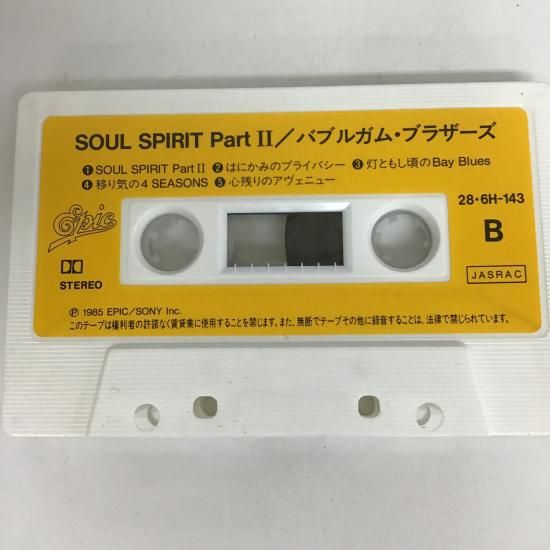 SOUL SPIRIT Part II／バブルガム・ブラザーズ
❶ SOUL SPIRIT Part II ❷ はにかみのプライバシー ❸ 灯ともし頃のBay Blues
❹ 移り気の4 SEASONS ❺ 心残りのアヴェニュー
28・6H-143
Epic
B
STEREO
JASRAC
Ⓟ 1985 EPIC／SONY Inc.
このテープは権利者の許諾なく賃貸業に使用することを禁じます。また、無断でテープその他に録音することは、法律で禁じられています。